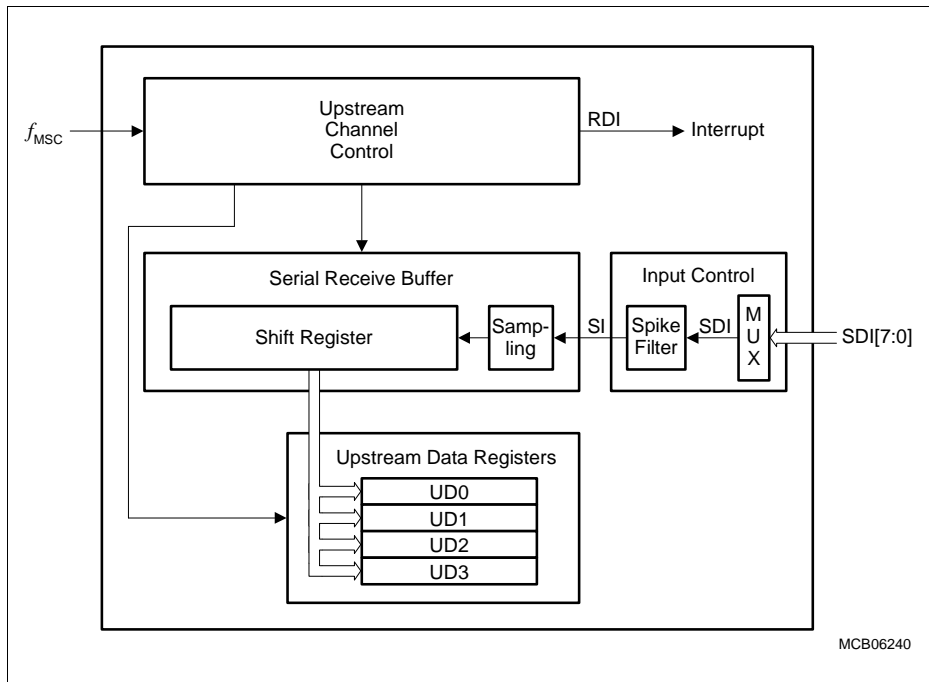 Upstream
Channel
Control
f MSC
RDI
Interrupt
Serial Receive Buffer
Input Control
Shift Register
Samp-
ling
SI
Spike
Filter
SDI
M
U
X
SDI[7:0]
Upstream Data Registers
UD0
UD1
UD2
UD3
MCB06240